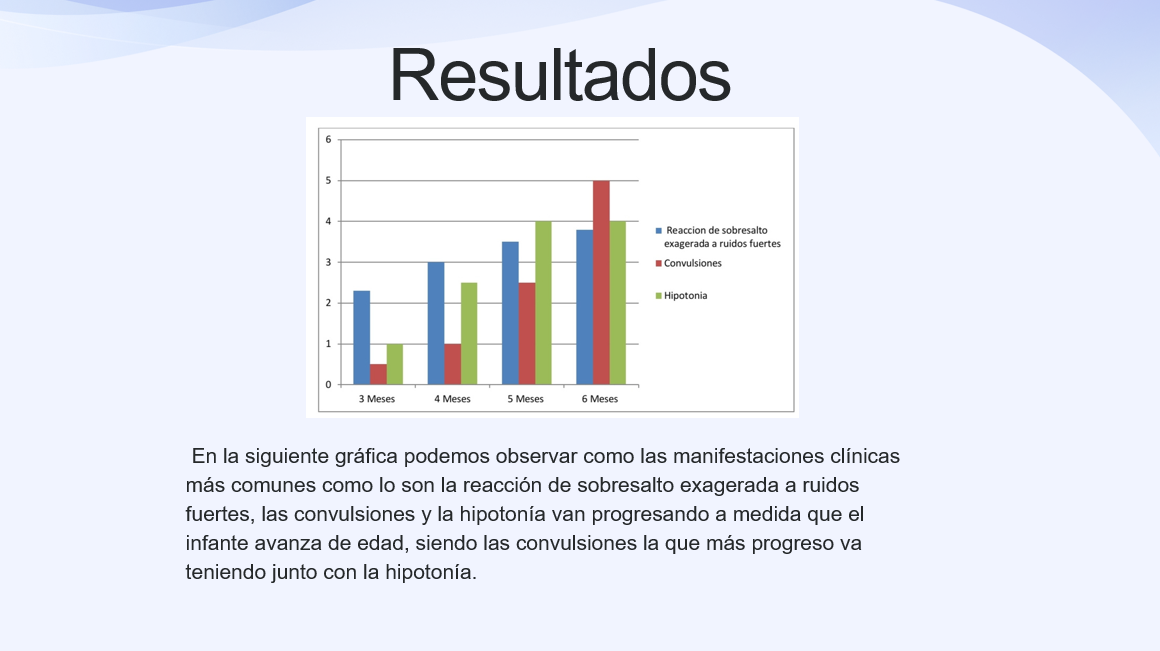 Resultados
6
5
4
3
2
1
0
3 Meses
4 Meses
5 Meses
6 Meses
Reaccion de sobresalto
exagerada a ruidos fuertes
Convulsiones
Hipotonia
En la siguiente gráfica podemos observar como las manifestaciones clínicas
más comunes como lo son la reacción de sobresalto exagerada a ruidos
fuertes, las convulsiones y la hipotonía van progresando a medida que el
infante avanza de edad, siendo las convulsiones la que más progreso va
teniendo junto con la hipotonía.